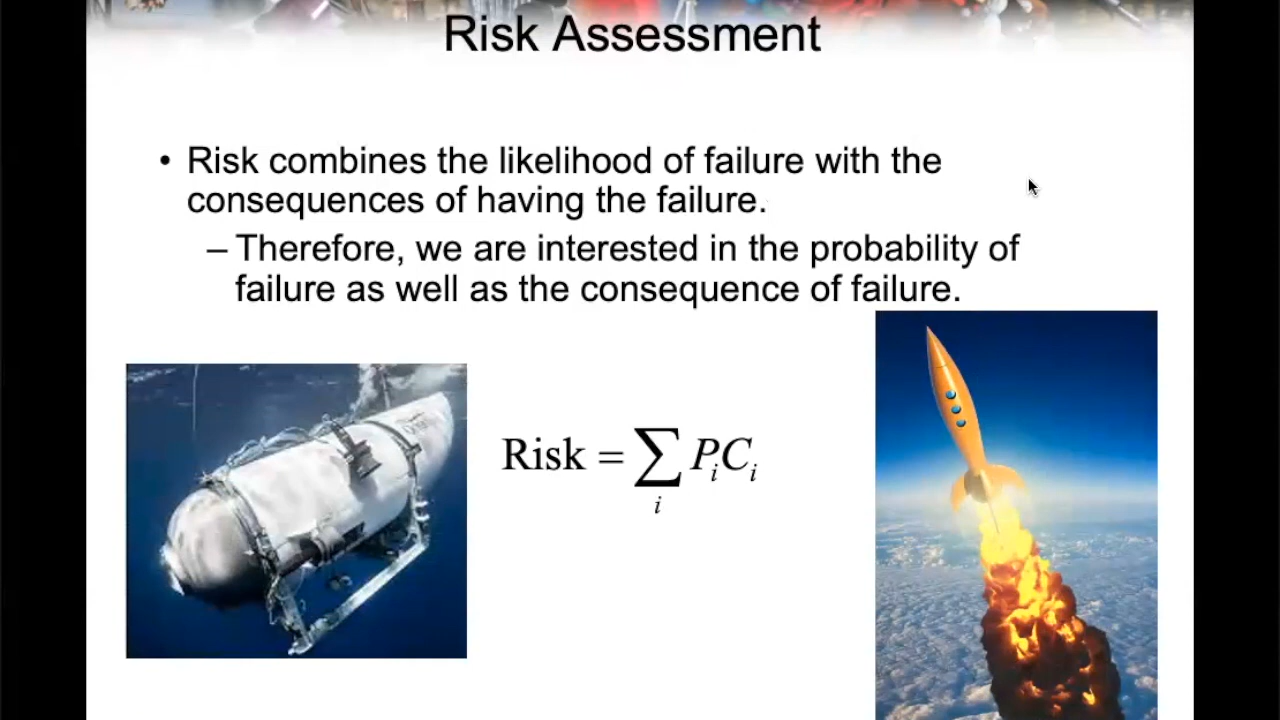 Risk Assessment
• Risk combines the likelihood of failure with the
consequences of having the failure.
– Therefore, we are interested in the probability of
failure as well as the consequence of failure.
Risk = ∑ PᵢCᵢ
i